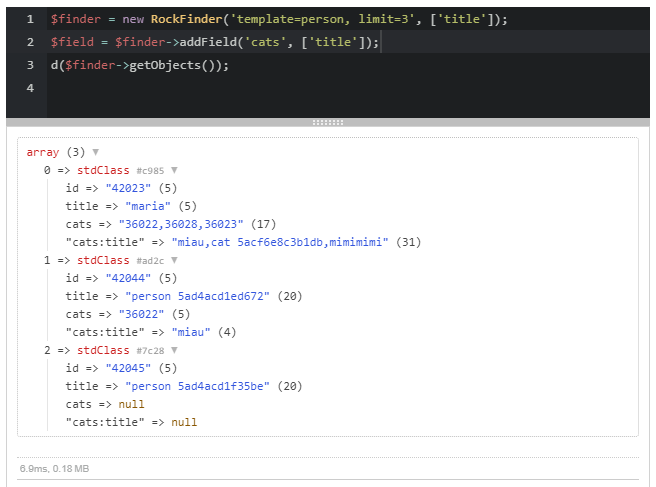 1 $finder = new RockFinder('template=person, limit=3', ['title']);
2 $field = $finder->addField('cats', ['title']);
3 d($finder->getObjects());
4
array (3) ▼
0 => stdClass #c985 ▼
id => "42023" (5)
title => "maria" (5)
cats => "36022,36028,36023" (17)
"cats:title" => "miau,cat 5acf6e8c3b1db,mimimimi" (31)
1 => stdClass #ad2c ▼
id => "42044" (5)
title => "person 5ad4acd1ed672" (20)
cats => "36022" (5)
"cats:title" => "miau" (4)
2 => stdClass #7c28 ▼
id => "42045" (5)
title => "person 5ad4acd1f35be" (20)
cats => null
"cats:title" => null
6.9ms, 0.18 MB